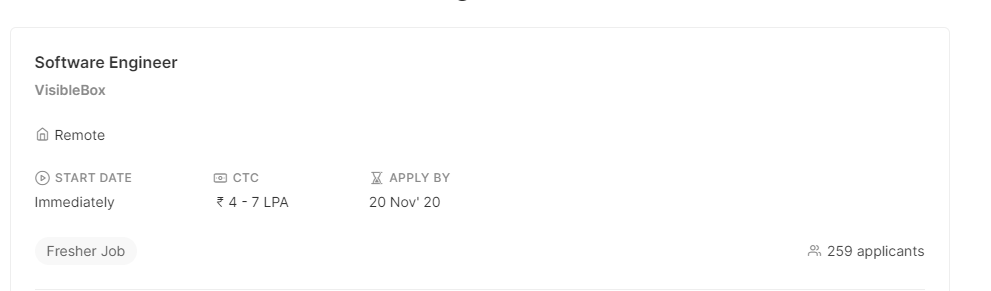 Software Engineer
VisibleBox
Remote
START DATE CTC APPLY BY
Immediately ₹ 4 - 7 LPA 20 Nov' 20
Fresher Job 259 applicants